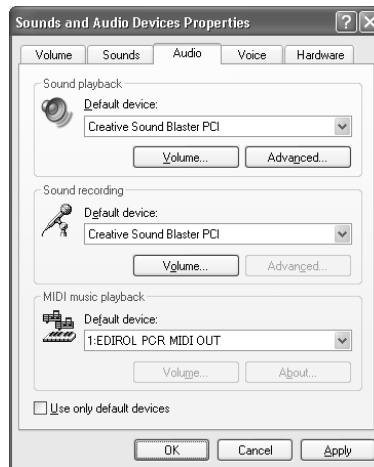 Sounds and Audio Devices Properties
Volume Sounds Audio Voice Hardware
Sound playback
Default device:
Creative Sound Blaster PCI
Volume... Advanced...
Sound recording
Default device:
Creative Sound Blaster PCI
Volume... Advanced...
MIDI music playback
Default device:
1:EDIROL PCR MIDI OUT
Volume... About...
Use only default devices
OK Cancel Apply